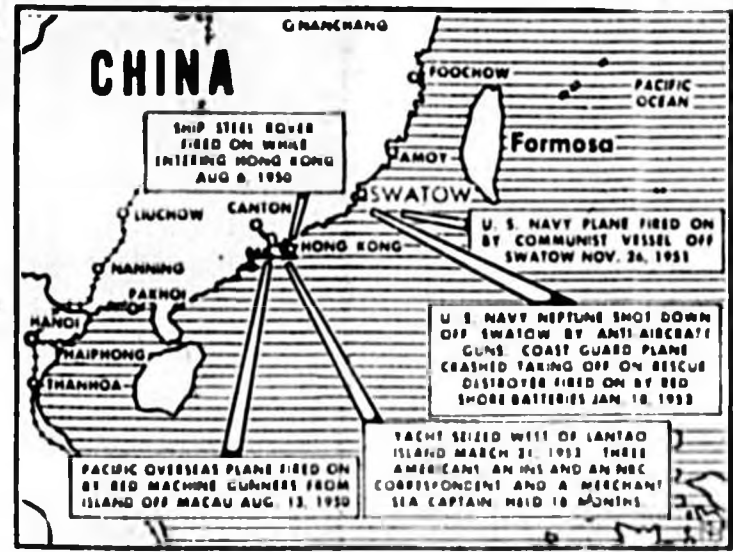 NANCHANG
CHINA
FOOCHOW
PACIFIC
OCEAN
SHIP STEEL ROVER
FIRED ON WHILE
ENTERING HONG KONG
AUG 6, 1950
Formosa
AMOY
SWATOW
LIUCHOW
CANTON
HONG KONG
U. S. NAVY PLANE FIRED ON
BY COMMUNIST VESSEL OFF
SWATOW NOV. 26, 1951
NANNING
PAKHOI
HANOI
HAIPHONG
THANHOA
U S. NAVY NEPTUNE SHOT DOWN
OFF SWATOW BY ANTI-AIRCRAFT
GUNS. COAST GUARD PLANE
CRASHED TAKING OFF ON RESCUE
DESTROYER FIRED ON BY RED
SHORE BATTERIES JAN. 18, 1953
YACHT SEIZED WEST OF LANTAO
ISLAND MARCH 21, 1953 THREE
AMERICANS AN INS AND AN NBC
CORRESPONDENT AND A MERCHANT
SEA CAPTAIN HELD 18 MONTHS
PACIFIC OVERSEAS PLANE FIRED ON
BY RED MACHINE GUNNERS FROM
ISLAND OFF MACAU AUG. 13, 1950